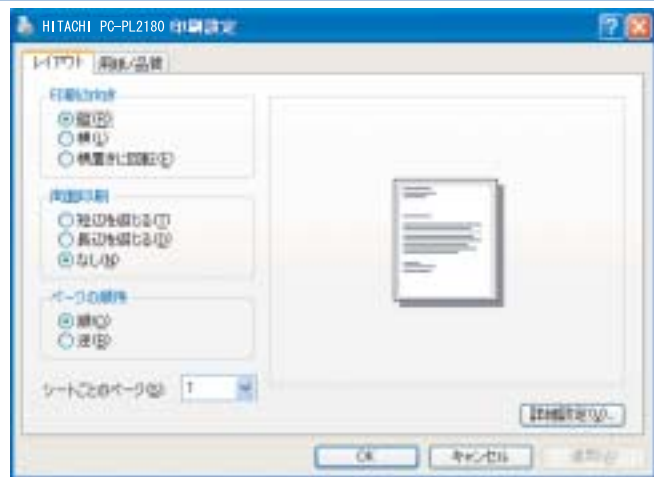 HITACHI PC-PL2180 印刷設定
レイアウト 用紙/品質
印刷の向き
縦(R)
横(L)
横置きに回転(E)
両面印刷
短辺を綴じる(T)
長辺を綴じる(D)
なし(N)
ページの順序
順(O)
逆(B)
シートごとのページ(S) 1
詳細設定(V)...
OK キャンセル